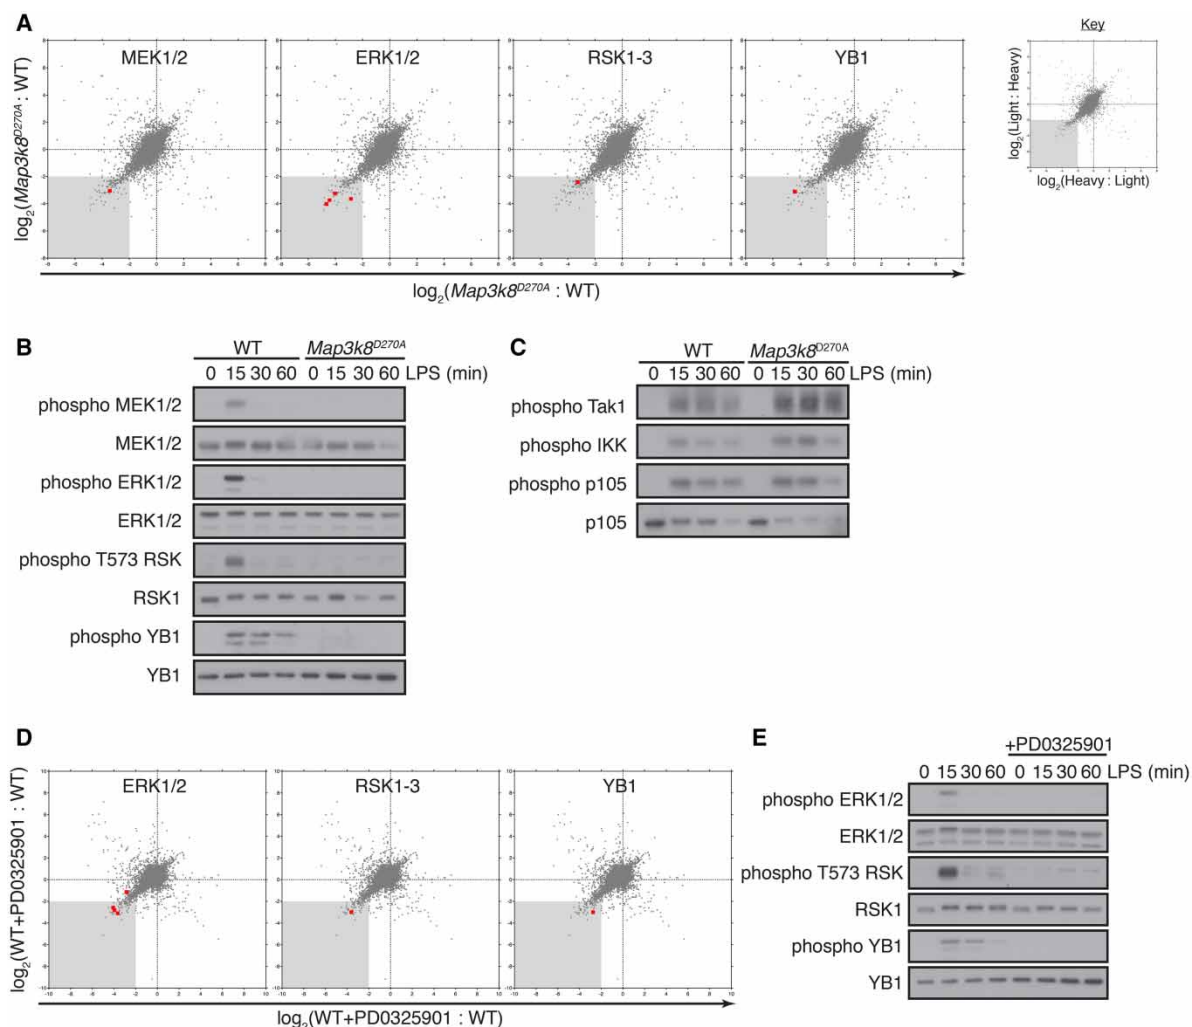 A
MEK1/2
ERK1/2
RSK1-3
YB1
Key
log2(Map3k8D270A : WT)
log2(Map3k8D270A : WT)
log2(Light : Heavy)
log2(Heavy : Light)
B
WT Map3k8D270A
0 15 30 60 0 15 30 60 LPS (min)
phospho MEK1/2
MEK1/2
phospho ERK1/2
ERK1/2
phospho T573 RSK
RSK1
phospho YB1
YB1
C
WT Map3k8D270A
0 15 30 60 0 15 30 60 LPS (min)
phospho Tak1
phospho IKK
phospho p105
p105
D
ERK1/2
RSK1-3
YB1
log2(WT+PD0325901 : WT)
log2(WT+PD0325901 : WT)
E
+PD0325901
0 15 30 60 0 15 30 60 LPS (min)
phospho ERK1/2
ERK1/2
phospho T573 RSK
RSK1
phospho YB1
YB1